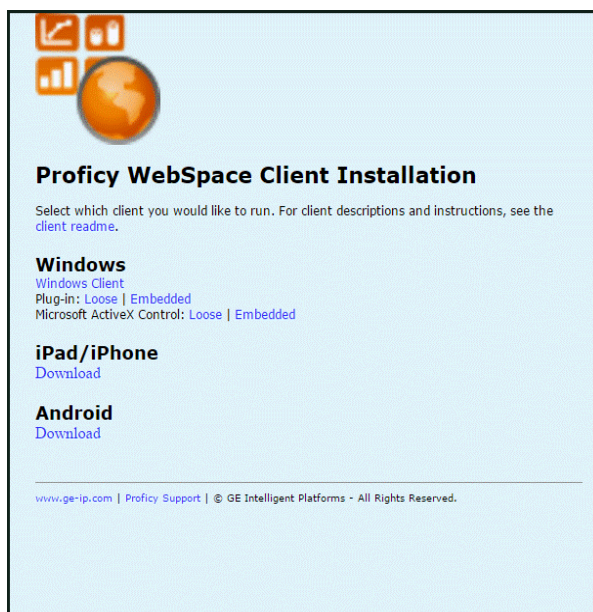 Proficy WebSpace Client Installation
Select which client you would like to run. For client descriptions and instructions, see the
client readme.
Windows
Windows Client
Plug-in: Loose | Embedded
Microsoft ActiveX Control: Loose | Embedded
iPad/iPhone
Download
Android
Download
www.ge-ip.com | Proficy Support | © GE Intelligent Platforms - All Rights Reserved.